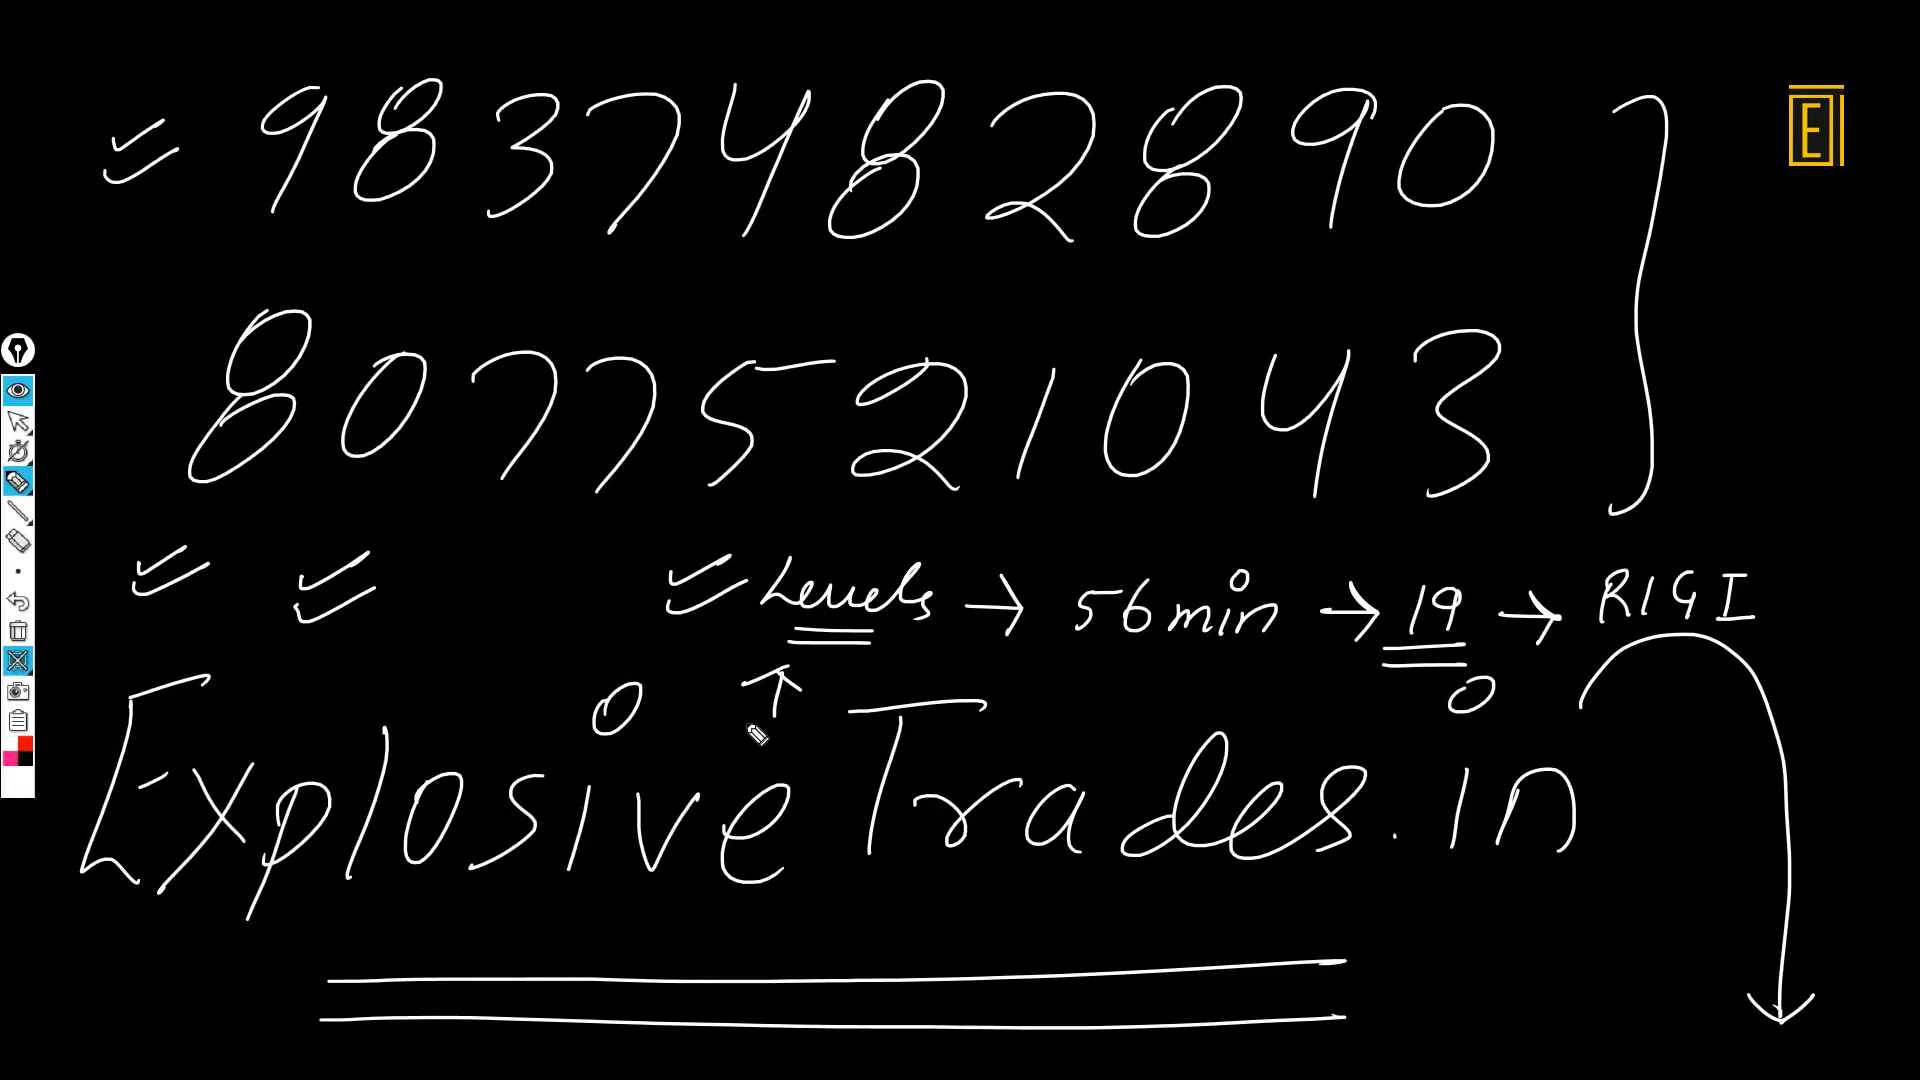 9837482890
E
8077521043
Levels → 56min → 19 → RIGI
ExplosiveTrades.in